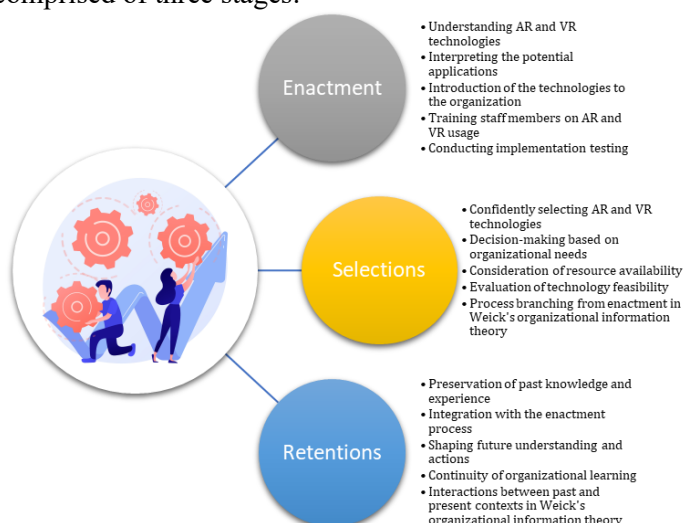 comprised of three stages:
Enactment
• Understanding AR and VR
technologies
• Interpreting the potential
applications
• Introduction of the technologies to
the organization
• Training staff members on AR and
VR usage
• Conducting implementation testing
Selections
• Confidently selecting AR and VR
technologies
• Decision-making based on
organizational needs
• Consideration of resource availability
• Evaluation of technology feasibility
• Process branching from enactment in
Weick's organizational information
theory
Retentions
• Preservation of past knowledge and
experience
• Integration with the enactment
process
• Shaping future understanding and
actions
• Continuity of organizational learning
• Interactions between past and
present contexts in Weick's
organizational information theory